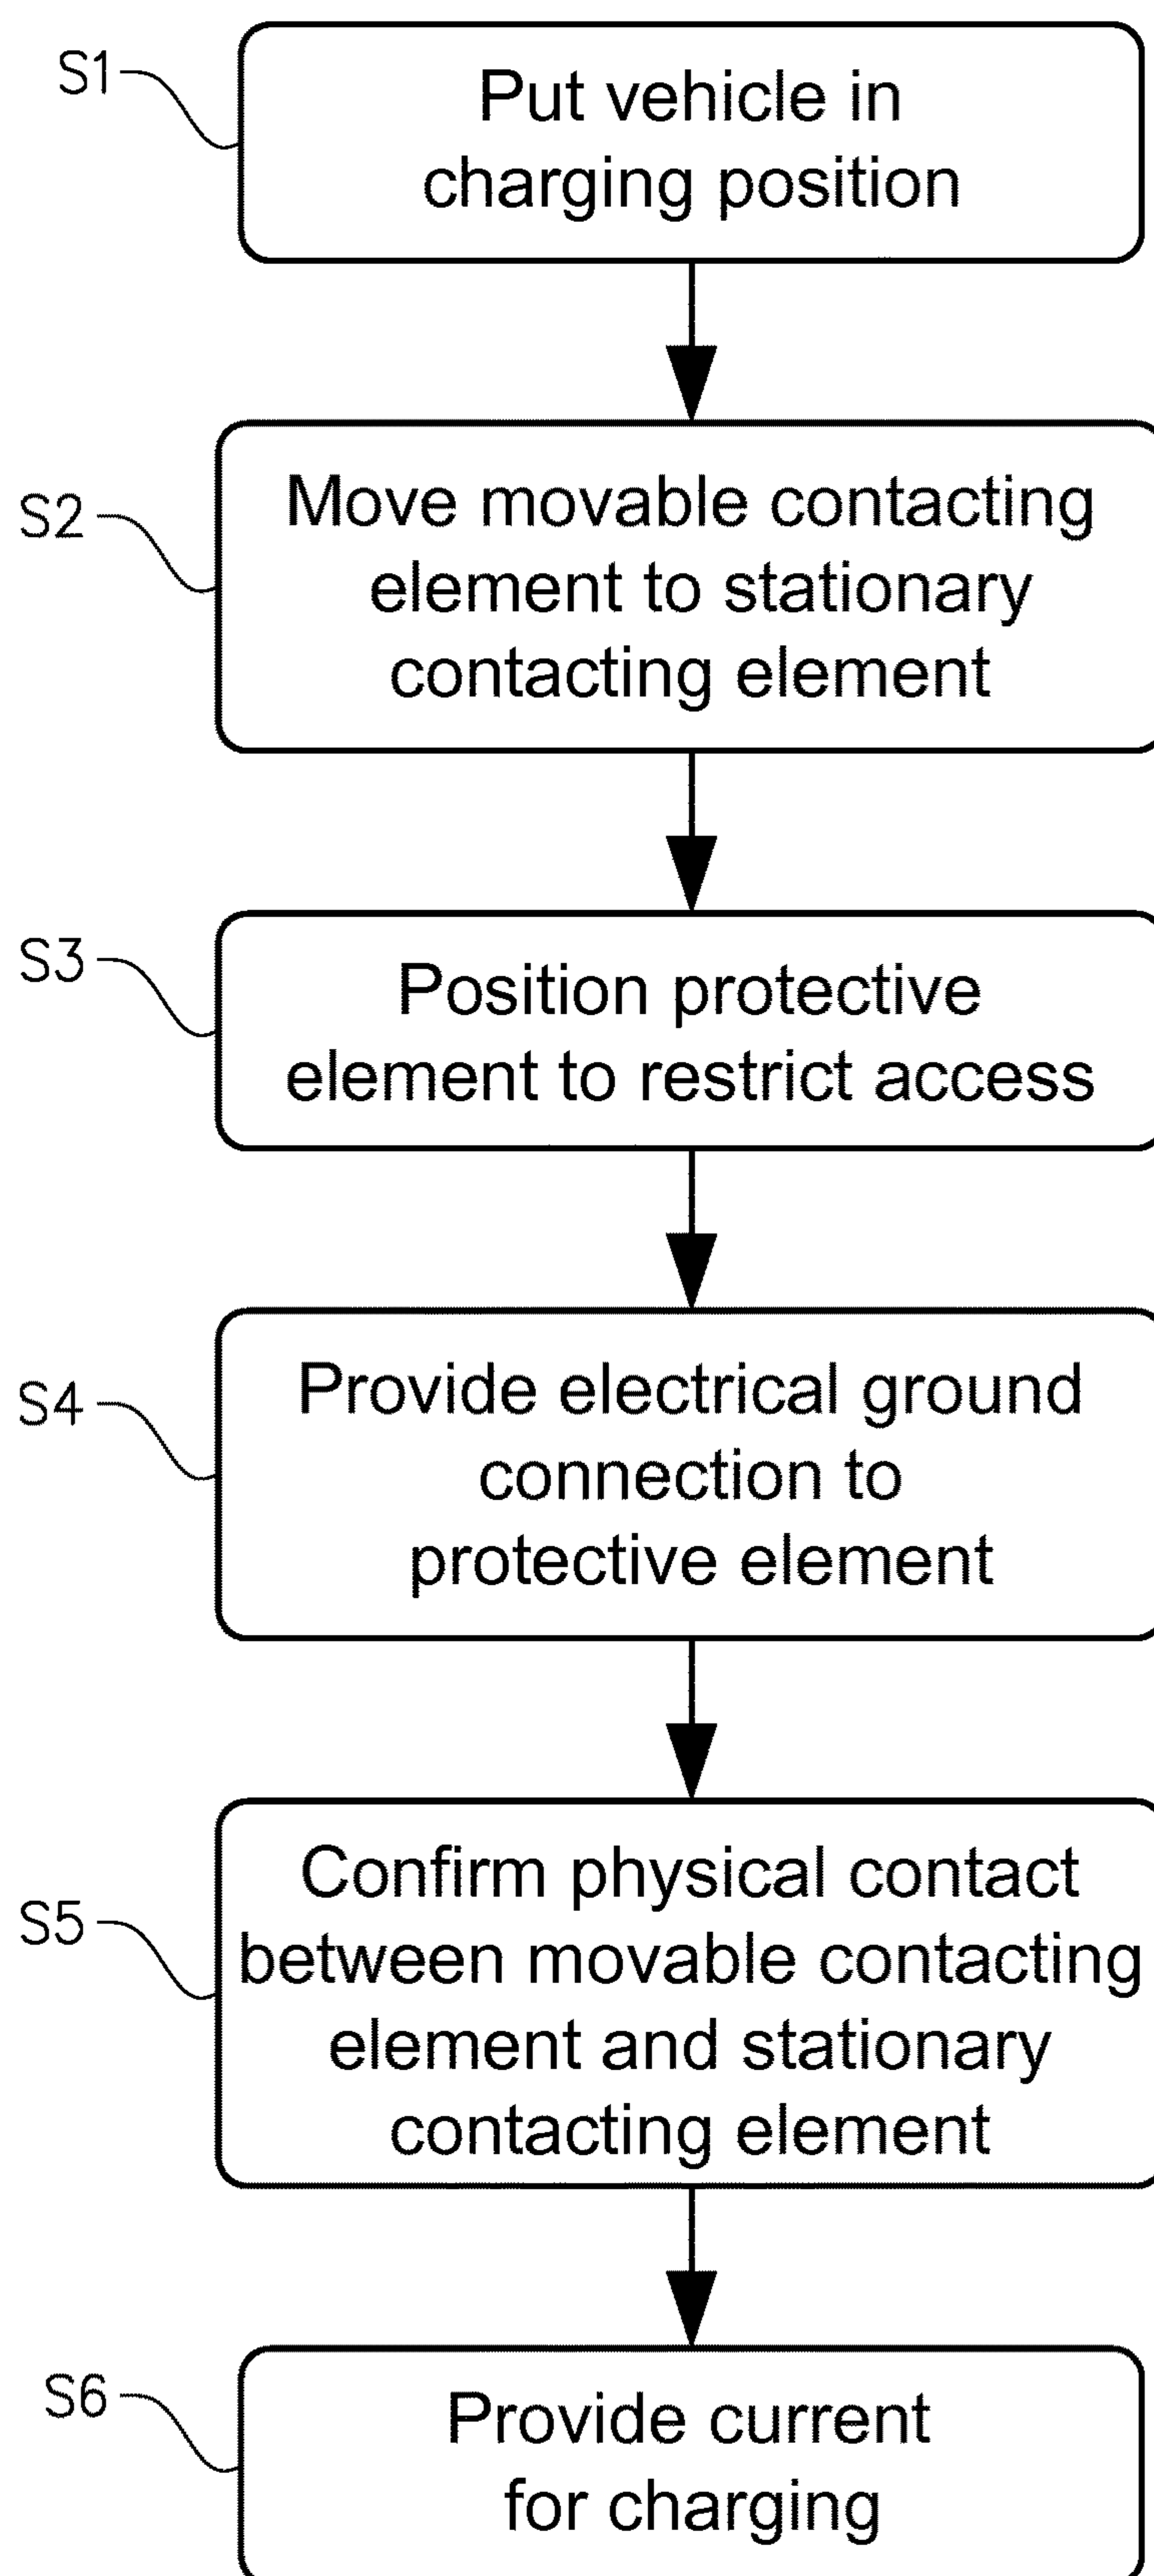 S1
Put vehicle in
charging position
S2
Move movable contacting
element to stationary
contacting element
S3
Position protective
element to restrict access
S4
Provide electrical ground
connection to
protective element
S5
Confirm physical contact
between movable contacting
element and stationary
contacting element
S6
Provide current
for charging